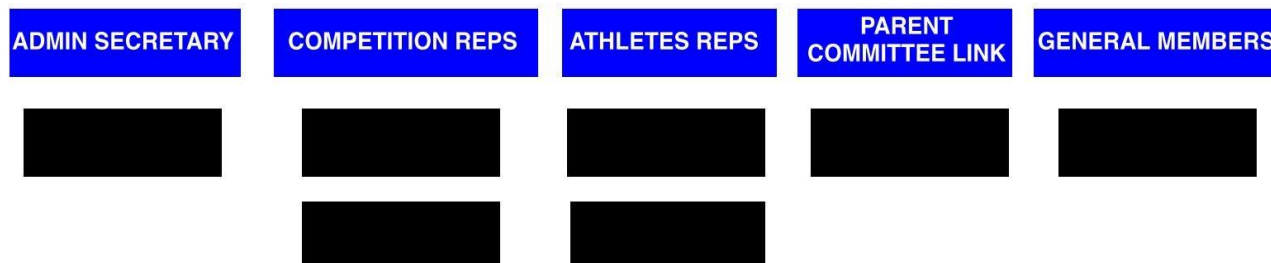 ADMIN SECRETARY
COMPETITION REPS
ATHLETES REPS
PARENT
COMMITTEE LINK
GENERAL MEMBERS